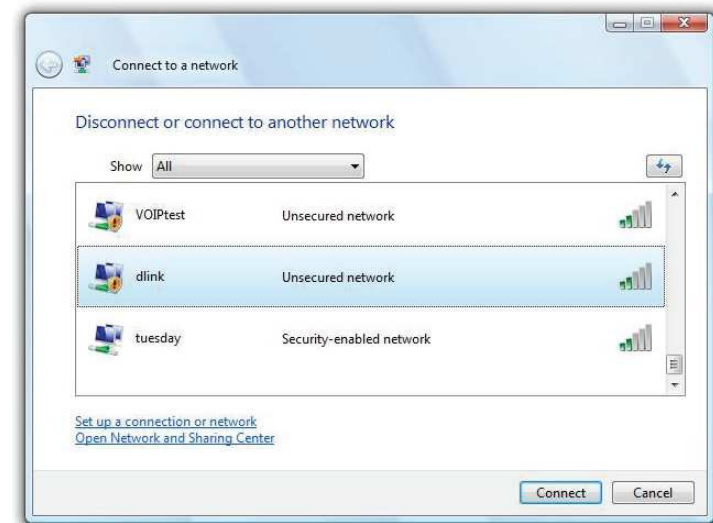 Connect to a network
Disconnect or connect to another network
Show All
VOIPtest Unsecured network
dlink Unsecured network
tuesday Security-enabled network
Set up a connection or network
Open Network and Sharing Center
Connect Cancel